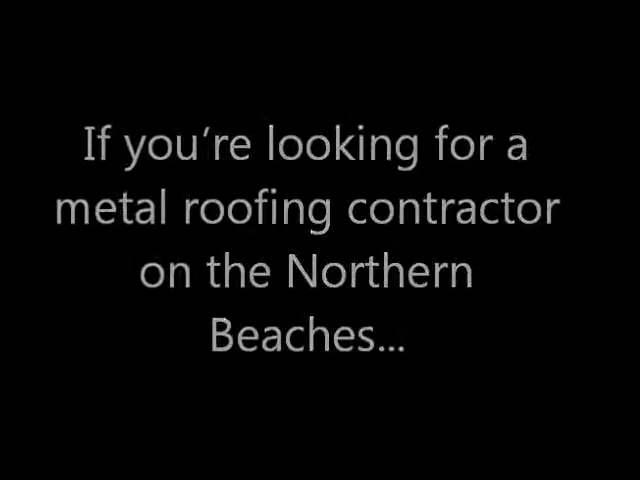 If you’re looking for a
metal roofing contractor
on the Northern
Beaches...